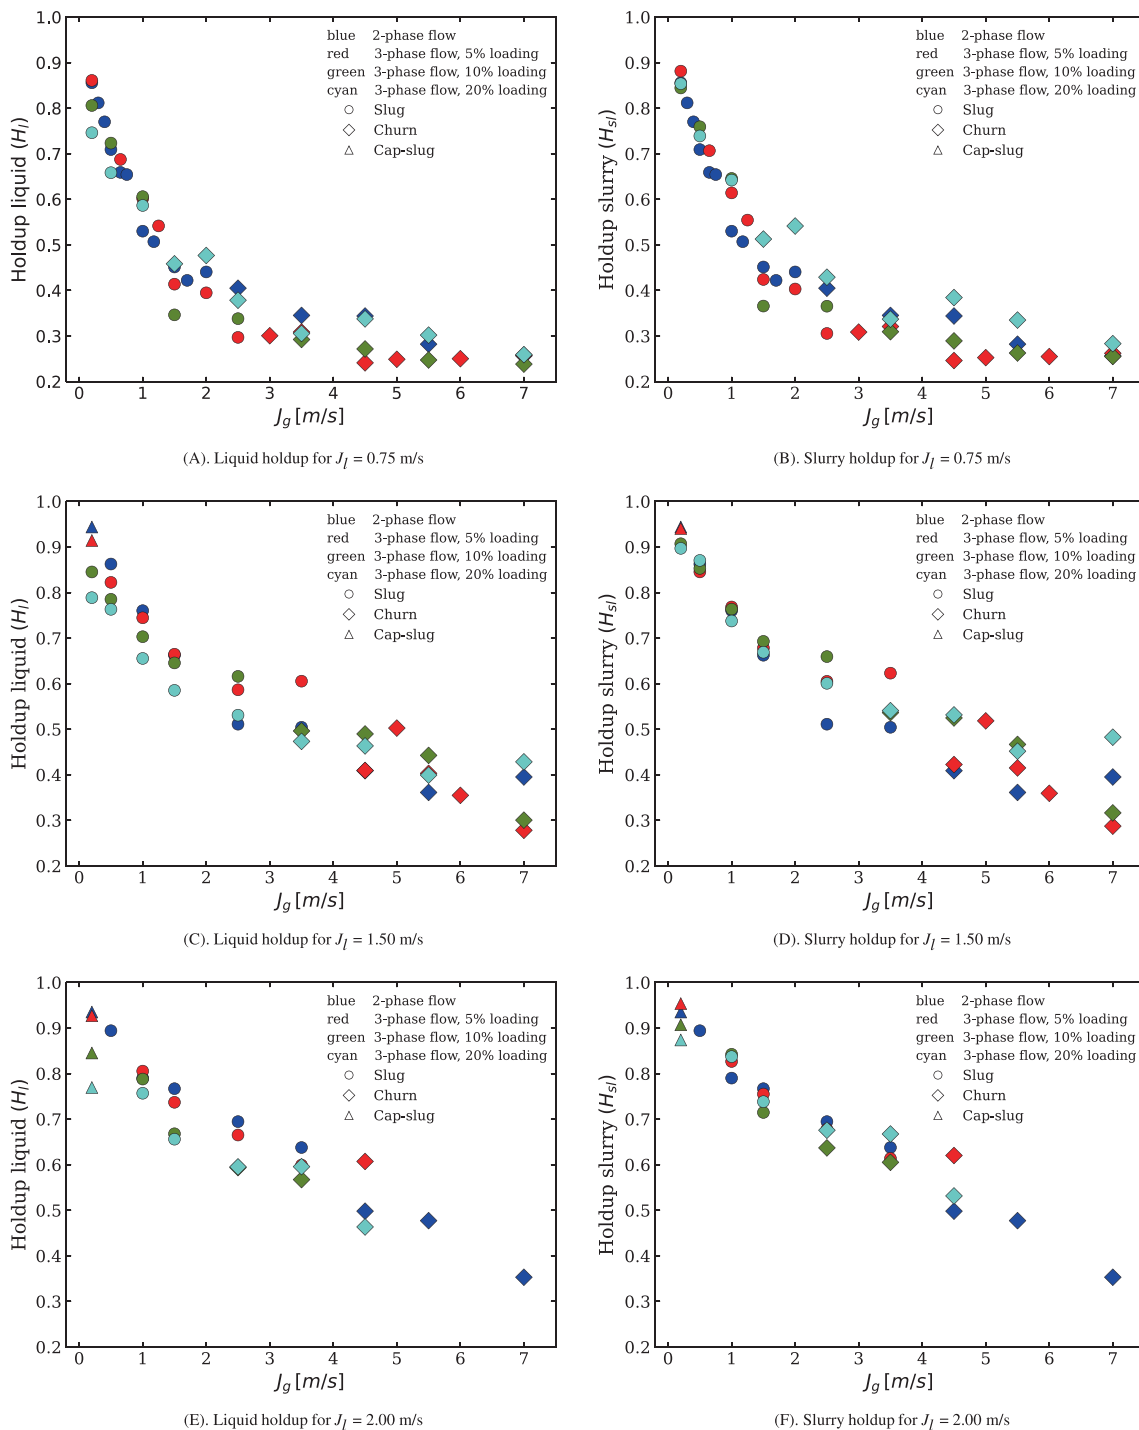 1.0
0.9
0.8
0.7
0.6
0.5
0.4
0.3
0.2
Holdup liquid (H_l)
blue 2-phase flow
red 3-phase flow, 5% loading
green 3-phase flow, 10% loading
cyan 3-phase flow, 20% loading
Slug
Churn
Cap-slug
0 1 2 3 4 5 6 7
J_g [m/s]
(A). Liquid holdup for J_l = 0.75 m/s
1.0
0.9
0.8
0.7
0.6
0.5
0.4
0.3
0.2
Holdup slurry (H_sl)
blue 2-phase flow
red 3-phase flow, 5% loading
green 3-phase flow, 10% loading
cyan 3-phase flow, 20% loading
Slug
Churn
Cap-slug
0 1 2 3 4 5 6 7
J_g [m/s]
(B). Slurry holdup for J_l = 0.75 m/s
1.0
0.9
0.8
0.7
0.6
0.5
0.4
0.3
0.2
Holdup liquid (H_l)
blue 2-phase flow
red 3-phase flow, 5% loading
green 3-phase flow, 10% loading
cyan 3-phase flow, 20% loading
Slug
Churn
Cap-slug
0 1 2 3 4 5 6 7
J_g [m/s]
(C). Liquid holdup for J_l = 1.50 m/s
1.0
0.9
0.8
0.7
0.6
0.5
0.4
0.3
0.2
Holdup slurry (H_sl)
blue 2-phase flow
red 3-phase flow, 5% loading
green 3-phase flow, 10% loading
cyan 3-phase flow, 20% loading
Slug
Churn
Cap-slug
0 1 2 3 4 5 6 7
J_g [m/s]
(D). Slurry holdup for J_l = 1.50 m/s
1.0
0.9
0.8
0.7
0.6
0.5
0.4
0.3
0.2
Holdup liquid (H_l)
blue 2-phase flow
red 3-phase flow, 5% loading
green 3-phase flow, 10% loading
cyan 3-phase flow, 20% loading
Slug
Churn
Cap-slug
0 1 2 3 4 5 6 7
J_g [m/s]
(E). Liquid holdup for J_l = 2.00 m/s
1.0
0.9
0.8
0.7
0.6
0.5
0.4
0.3
0.2
Holdup slurry (H_sl)
blue 2-phase flow
red 3-phase flow, 5% loading
green 3-phase flow, 10% loading
cyan 3-phase flow, 20% loading
Slug
Churn
Cap-slug
0 1 2 3 4 5 6 7
J_g [m/s]
(F). Slurry holdup for J_l = 2.00 m/s